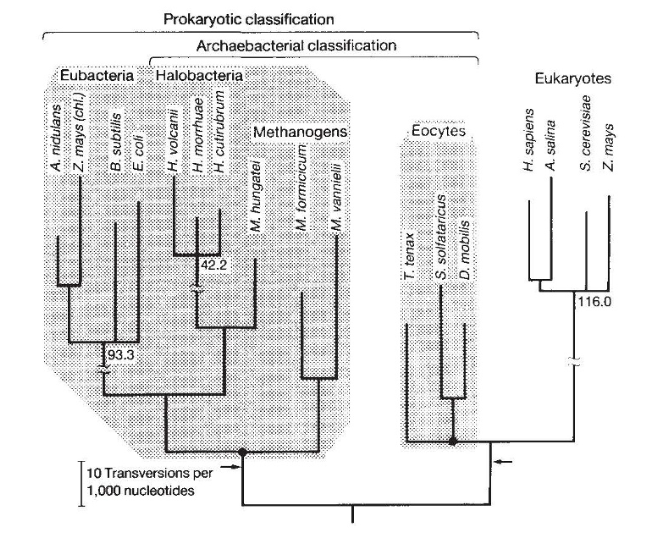 Prokaryotic classification
Archaebacterial classification
Eubacteria
Halobacteria
Eukaryotes
Methanogens
Eocytes
A. nidulans
Z. mays (chl.)
B. subtilis
E. coli
H. volcanii
H. morrhuae
H. cutirubrum
M. hungatei
M. formicicum
M. vannielii
T. tenax
S. solfataricus
D. mobilis
H. sapiens
A. salina
S. cerevisiae
Z. mays
42.2
93.3
116.0
10 Transversions per
1,000 nucleotides